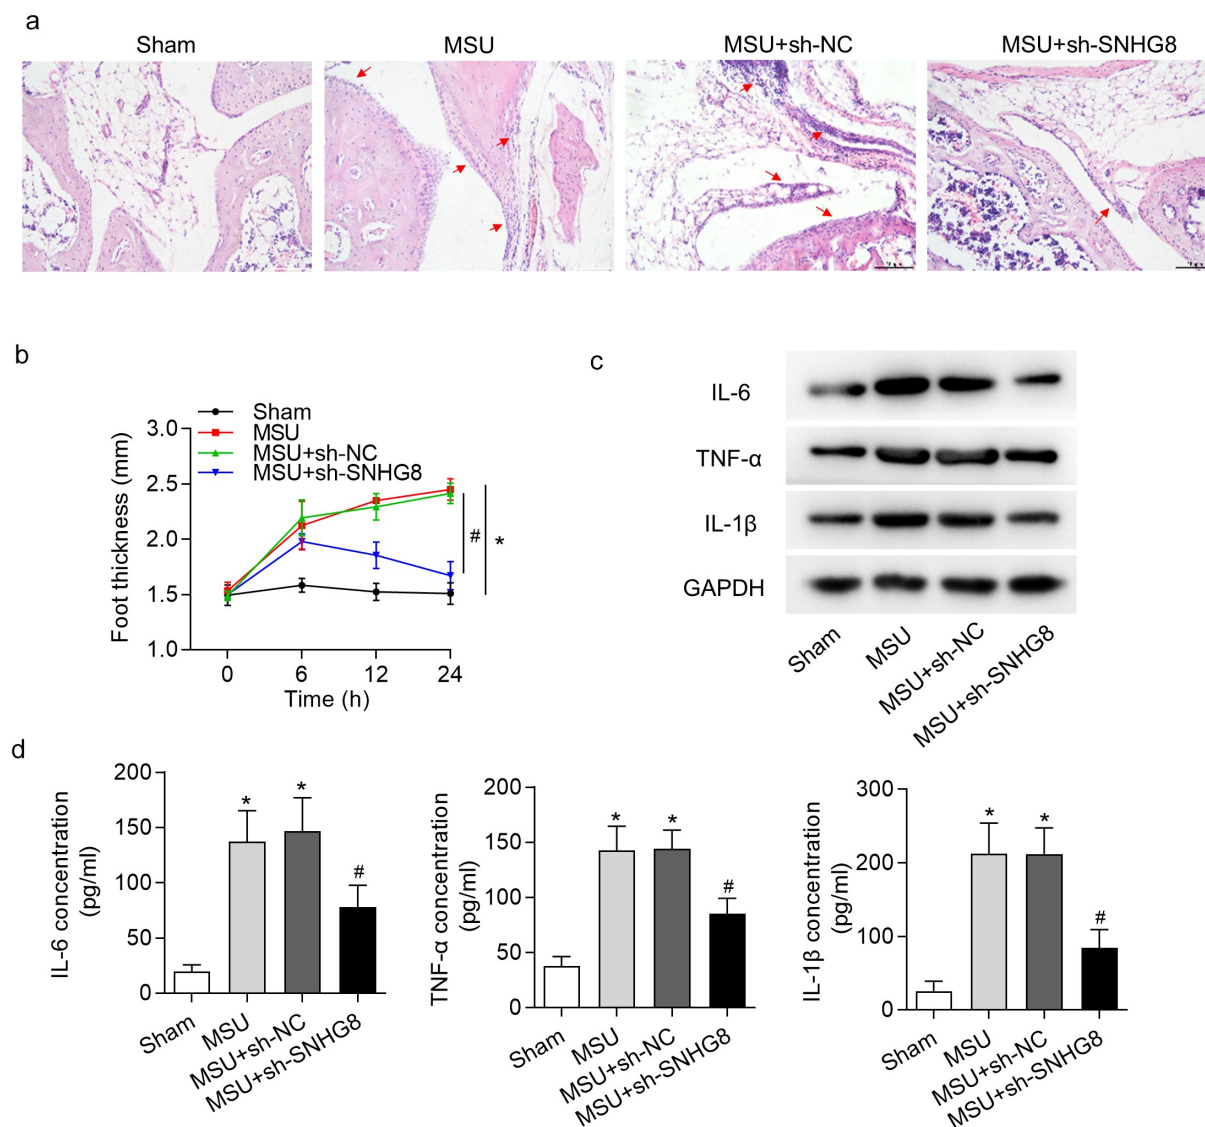 a
Sham
MSU
MSU+sh-NC
MSU+sh-SNHG8
b
Sham
MSU
MSU+sh-NC
MSU+sh-SNHG8
Foot thickness (mm)
3.0
2.5
2.0
1.5
1.0
0 6 12 24
Time (h)
# *
c
IL-6
TNF-α
IL-1β
GAPDH
Sham
MSU
MSU+sh-NC
MSU+sh-SNHG8
d
IL-6 concentration
(pg/ml)
200
150
100
50
0
* * #
Sham
MSU
MSU+sh-NC
MSU+sh-SNHG8
TNF-α concentration
(pg/ml)
200
150
100
50
0
* * #
Sham
MSU
MSU+sh-NC
MSU+sh-SNHG8
IL-1β concentration
(pg/ml)
300
200
100
0
* * #
Sham
MSU
MSU+sh-NC
MSU+sh-SNHG8